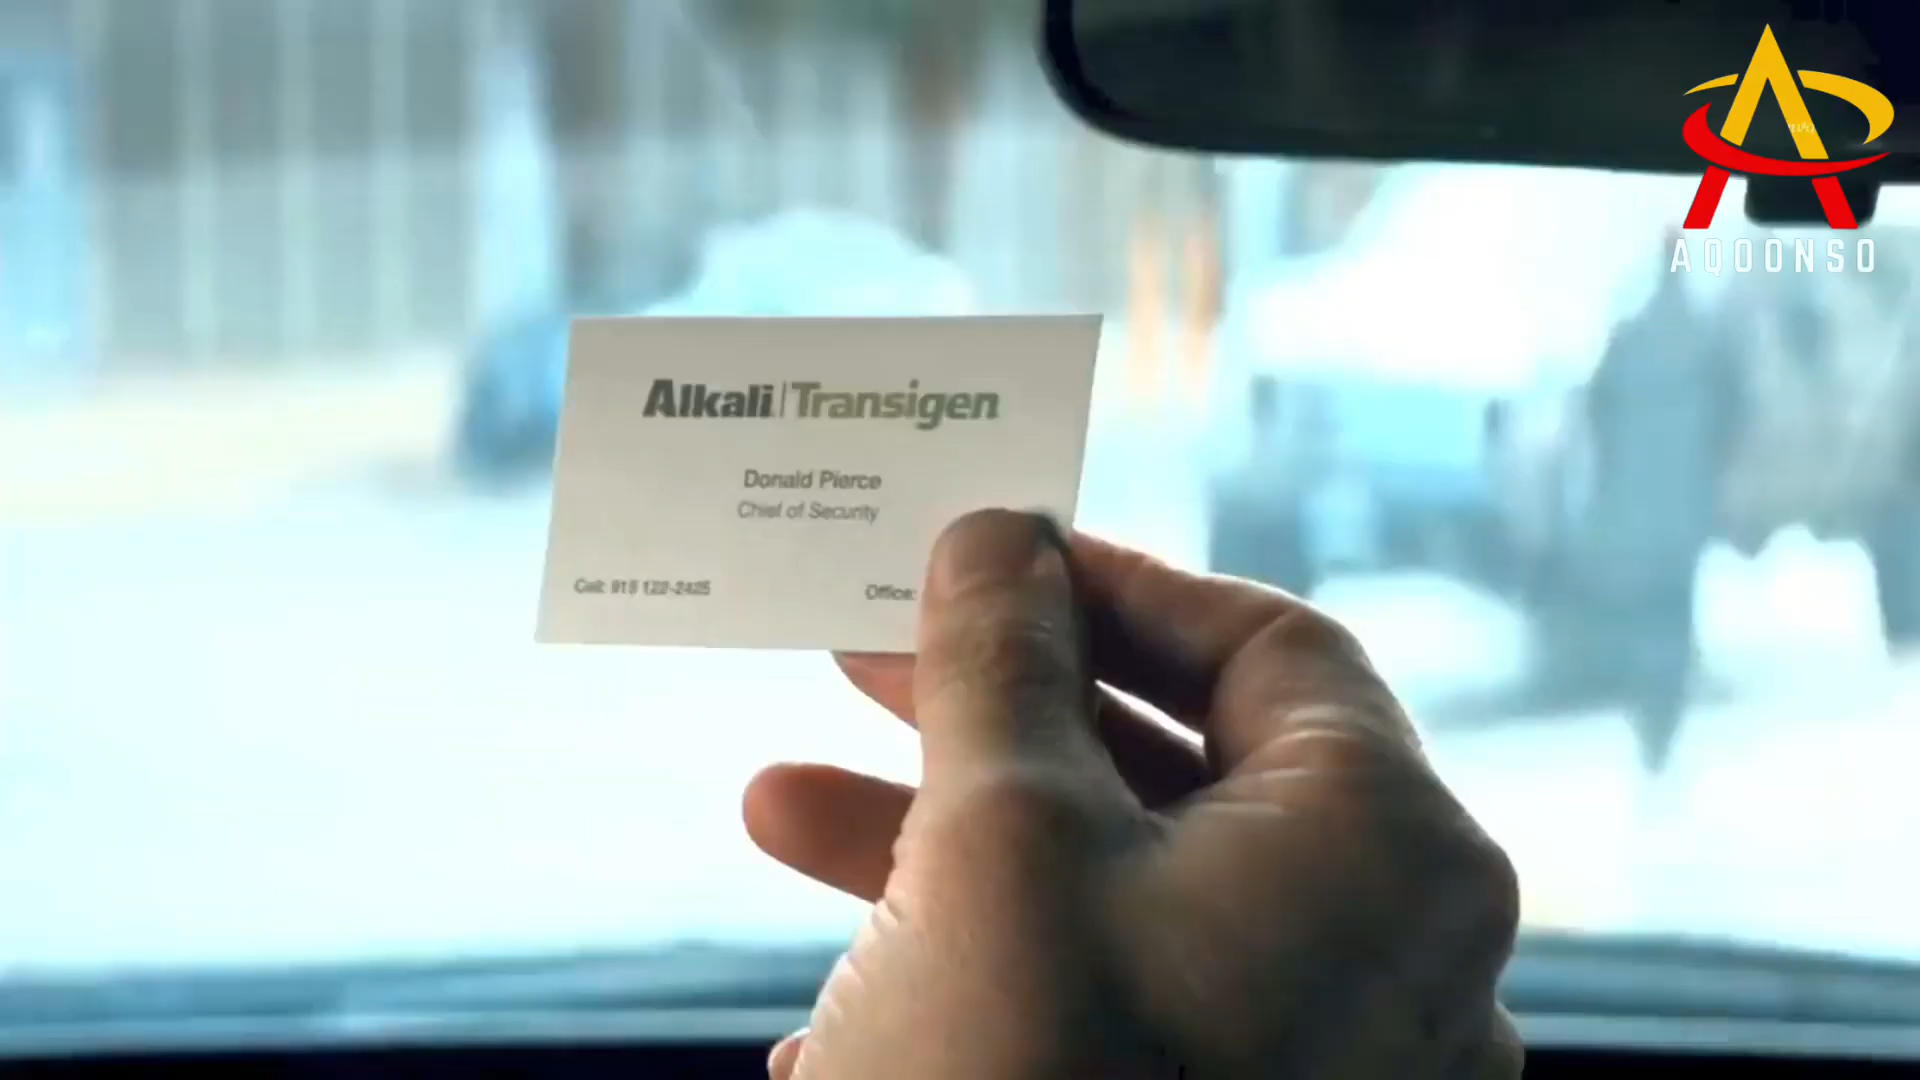 AQOONSO
Alkali | Transigen
Donald Pierce
Chief of Security
Cell: 915 122-2425
Office: